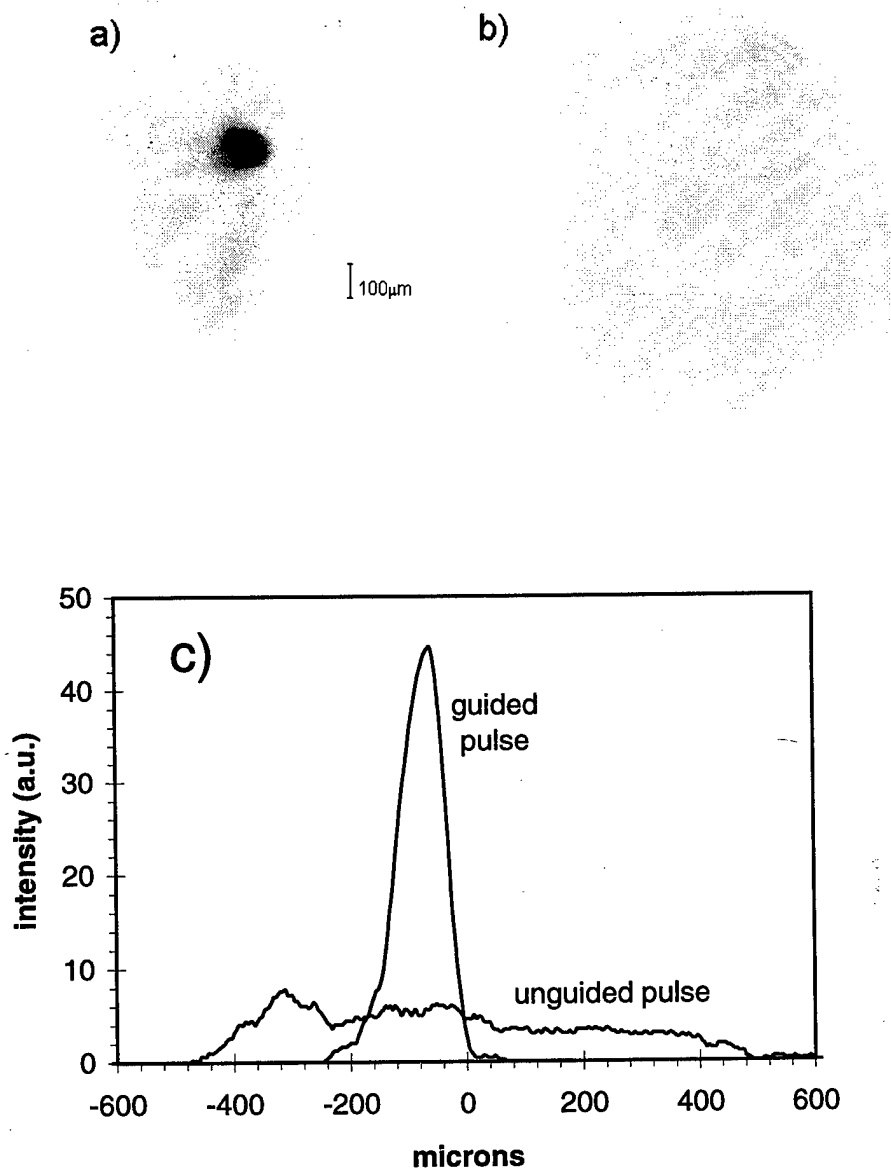 a)
b)
100μm
c)
50
40
30
20
10
0
intensity (a.u.)
guided
pulse
unguided pulse
-600
-400
-200
0
200
400
600
microns